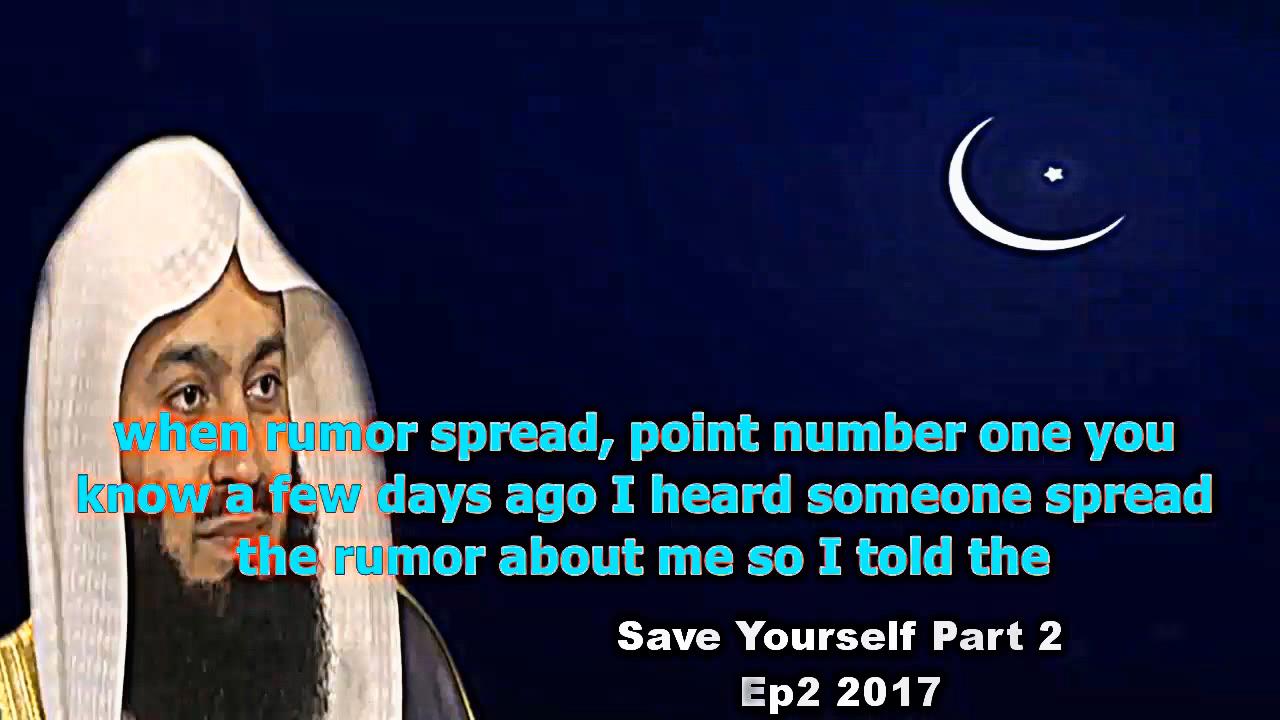 when rumor spread, point number one you
know a few days ago I heard someone spread
the rumor about me so I told the
Save Yourself Part 2
Ep2 2017